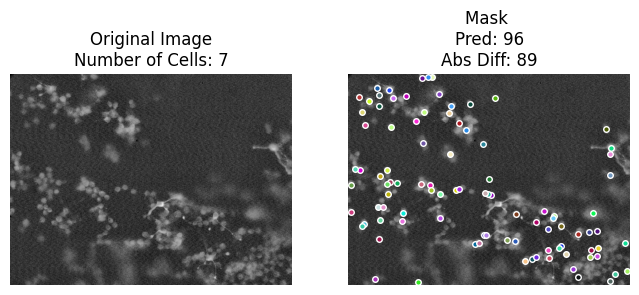 Original Image
Number of Cells: 7
Mask
Pred: 96
Abs Diff: 89